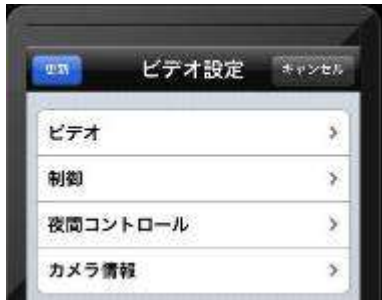 更新 ビデオ設定 キャンセル
ビデオ
制御
夜間コントロール
カメラ情報